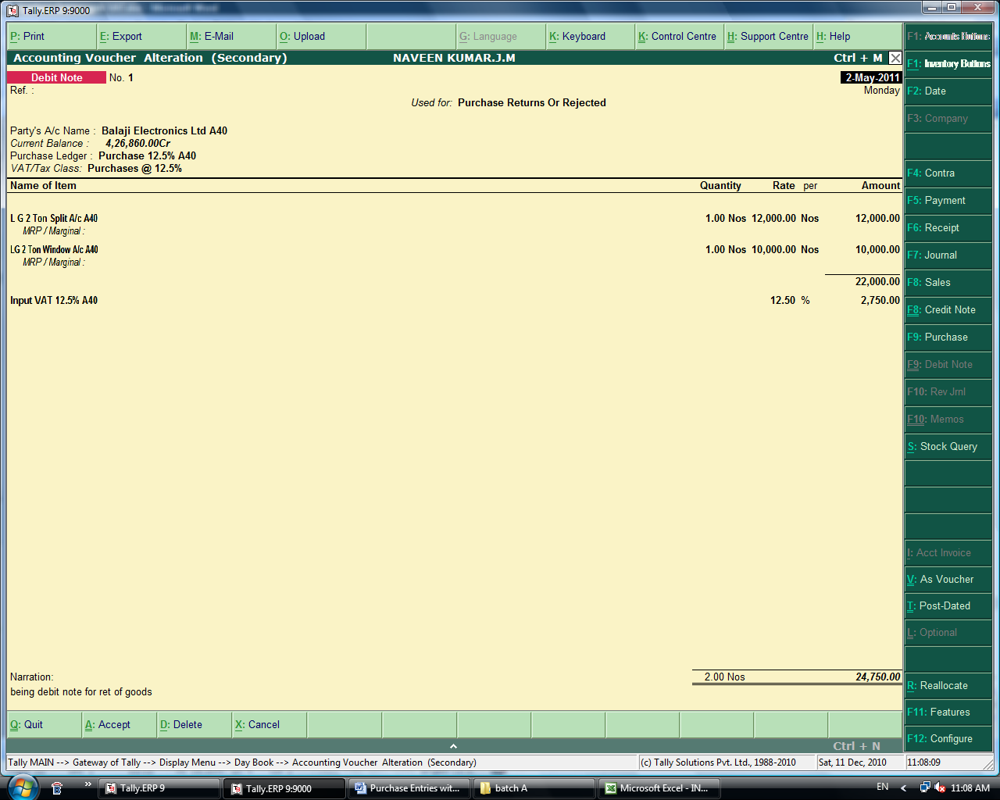 Tally.ERP 9:9000
P: Print E: Export M: E-Mail O: Upload G: Language K: Keyboard K: Control Centre H: Support Centre H: Help
Accounting Voucher Alteration (Secondary) NAVEEN KUMAR.J.M Ctrl + M
Debit Note No. 1 2-May-2011
Ref. : Monday
Used for: Purchase Returns Or Rejected
Party's A/c Name : Balaji Electronics Ltd A40
Current Balance : 4,26,860.00Cr
Purchase Ledger : Purchase 12.5% A40
VAT/Tax Class: Purchases @ 12.5%
Name of Item Quantity Rate per Amount
L G 2 Ton Split A/c A40 1.00 Nos 12,000.00 Nos 12,000.00
MRP / Marginal :
LG 2 Ton Window A/c A40 1.00 Nos 10,000.00 Nos 10,000.00
MRP / Marginal :
22,000.00
Input VAT 12.5% A40 12.50 % 2,750.00
Narration: 2.00 Nos 24,750.00
being debit note for ret of goods
Q: Quit A: Accept D: Delete X: Cancel
Ctrl + N
F1: Accounts Buttons
F1: Inventory Buttons
F2: Date
F3: Company
F4: Contra
F5: Payment
F6: Receipt
F7: Journal
F8: Sales
F8: Credit Note
F9: Purchase
F9: Debit Note
F10: Rev Jrnl
F10: Memos
S: Stock Query
I: Acct Invoice
V: As Voucher
T: Post-Dated
L: Optional
R: Reallocate
F11: Features
F12: Configure
Tally MAIN --> Gateway of Tally --> Display Menu --> Day Book --> Accounting Voucher Alteration (Secondary) (c) Tally Solutions Pvt. Ltd., 1988-2010 Sat, 11 Dec, 2010 11:08:09
Tally.ERP 9 Tally.ERP 9:9000 Purchase Entries wit... batch A Microsoft Excel - IN... EN 11:08 AM